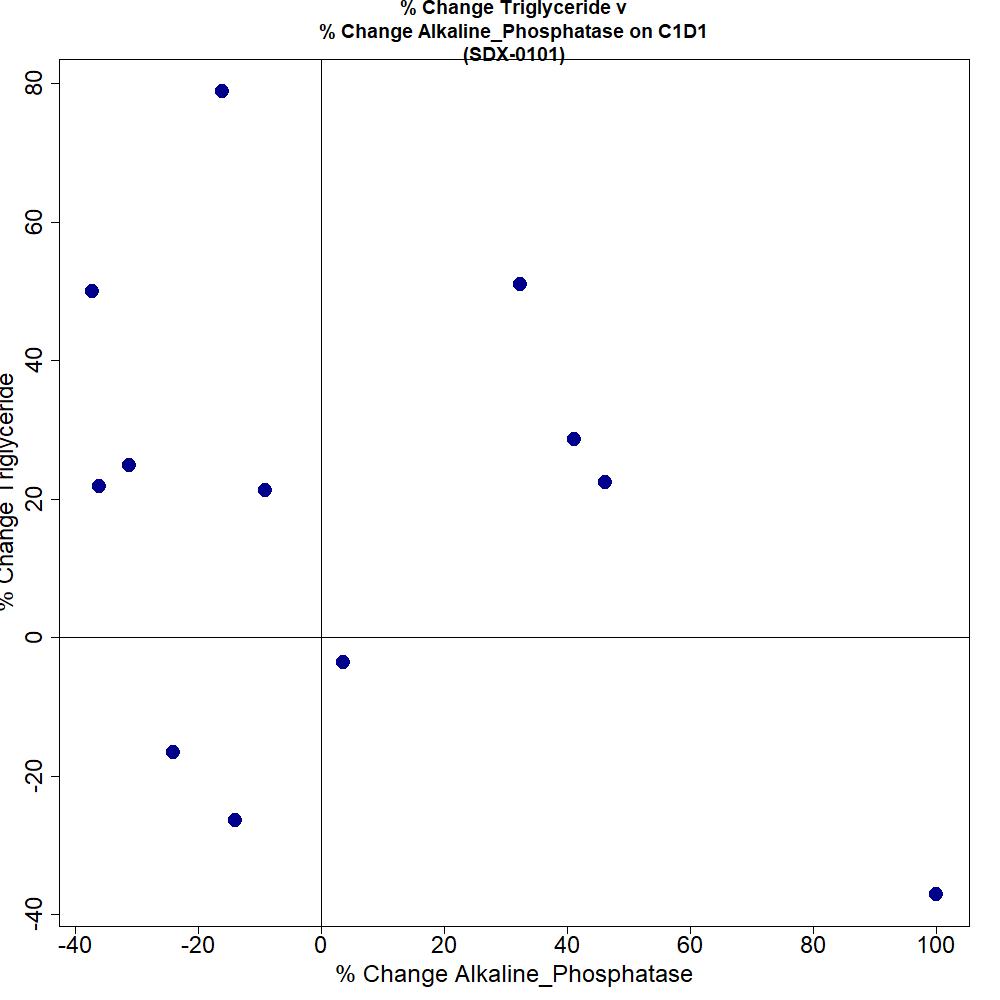 % Change Triglyceride v
% Change Alkaline_Phosphatase on C1D1
(SDX-0101)
% Change Triglyceride
80
60
40
20
0
-20
-40
-40 -20 0 20 40 60 80 100
% Change Alkaline_Phosphatase